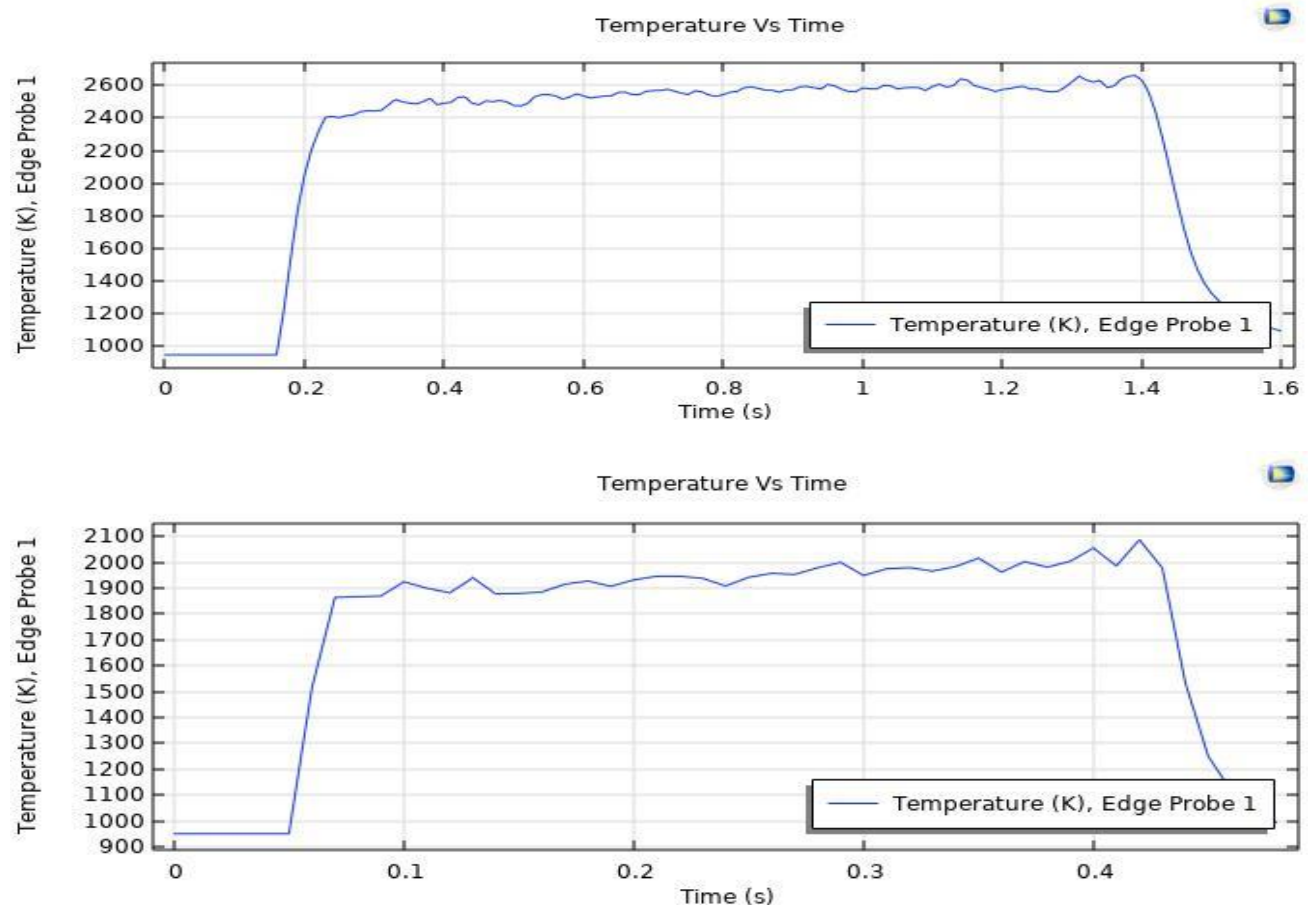 Temperature Vs Time
Temperature (K), Edge Probe 1
2600
2400
2200
2000
1800
1600
1400
1200
1000
Temperature (K), Edge Probe 1
0 0.2 0.4 0.6 0.8 1 1.2 1.4 1.6
Time (s)
Temperature Vs Time
Temperature (K), Edge Probe 1
2100
2000
1900
1800
1700
1600
1500
1400
1300
1200
1100
1000
900
Temperature (K), Edge Probe 1
0 0.1 0.2 0.3 0.4
Time (s)